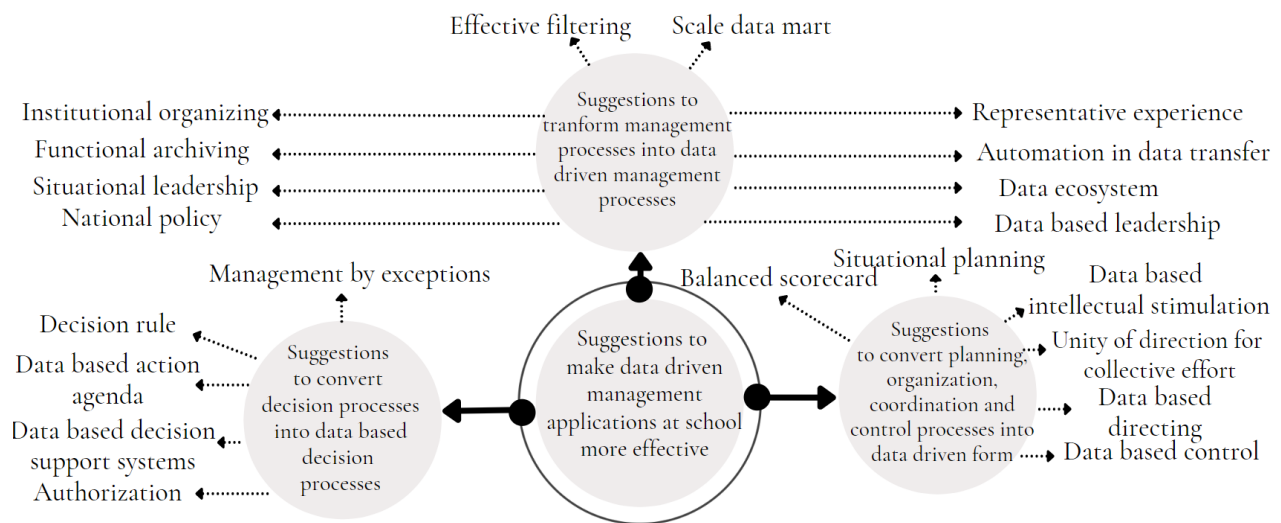 Effective filtering
Scale data mart
Suggestions to
tranform management
processes into data
driven management
processes
Institutional organizing
Functional archiving
Situational leadership
National policy
Representative experience
Automation in data transfer
Data ecosystem
Data based leadership
Management by exceptions
Decision rule
Data based action
agenda
Data based decision
support systems
Authorization
Suggestions
to convert
decision processes
into data based
decision
processes
Suggestions to
make data driven
management
applications at school
more effective
Balanced scorecard
Situational planning
Data based
intellectual stimulation
Unity of direction for
collective effort
Data based
directing
Data based control
Suggestions
to convert planning,
organization,
coordination and
control processes into
data driven form